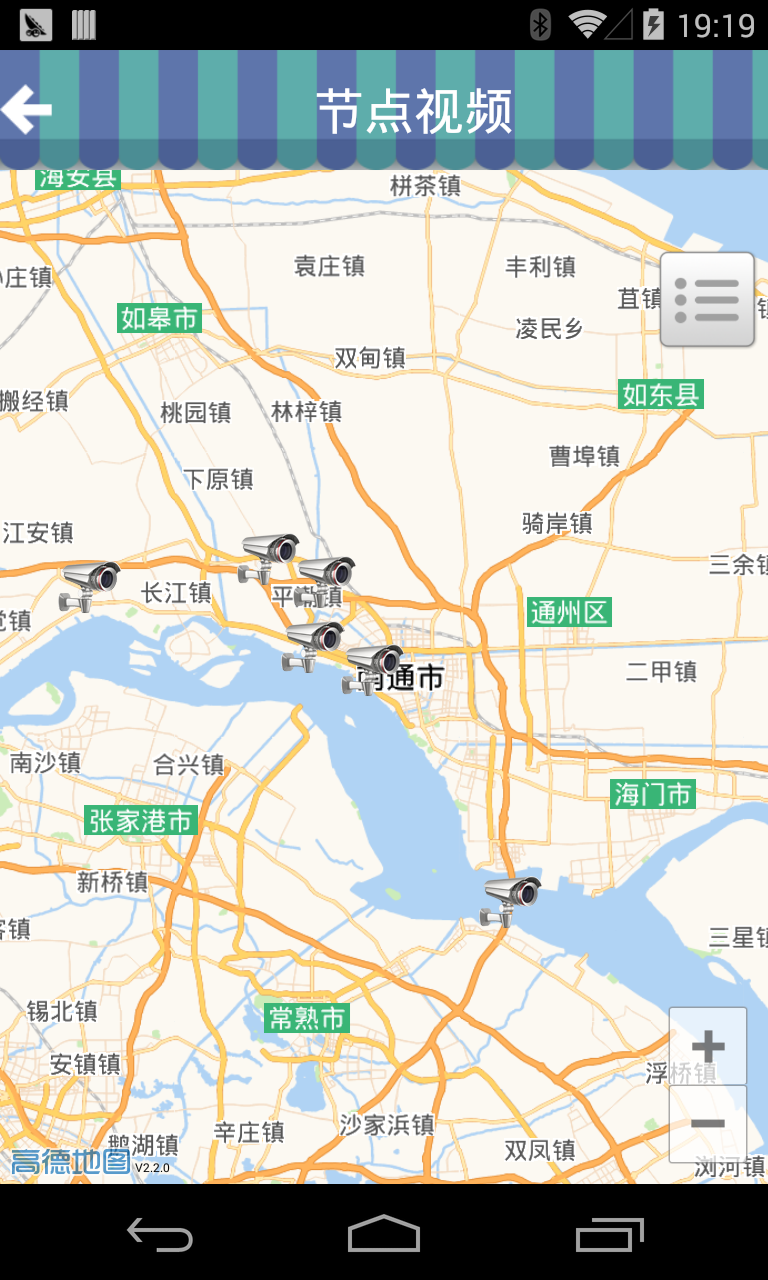 19:19
节点视频
海安县
栟茶镇
袁庄镇
丰利镇
庄镇
苴镇
镇
如皋市
凌民乡
双甸镇
搬经镇
如东县
桃园镇
林梓镇
曹埠镇
下原镇
骑岸镇
江安镇
三余镇
长江镇
平潮镇
通州区
镇
二甲镇
南通市
南沙镇
合兴镇
海门市
张家港市
新桥镇
镇
三星镇
锡北镇
常熟市
安镇镇
浮桥镇
沙家浜镇
辛庄镇
鹅湖镇
双凤镇
浏河镇
高德地图 V2.2.0